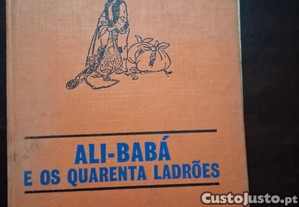 ALI-BABÁ
E OS QUARENTA LADRÕES
CustoJusto.pt